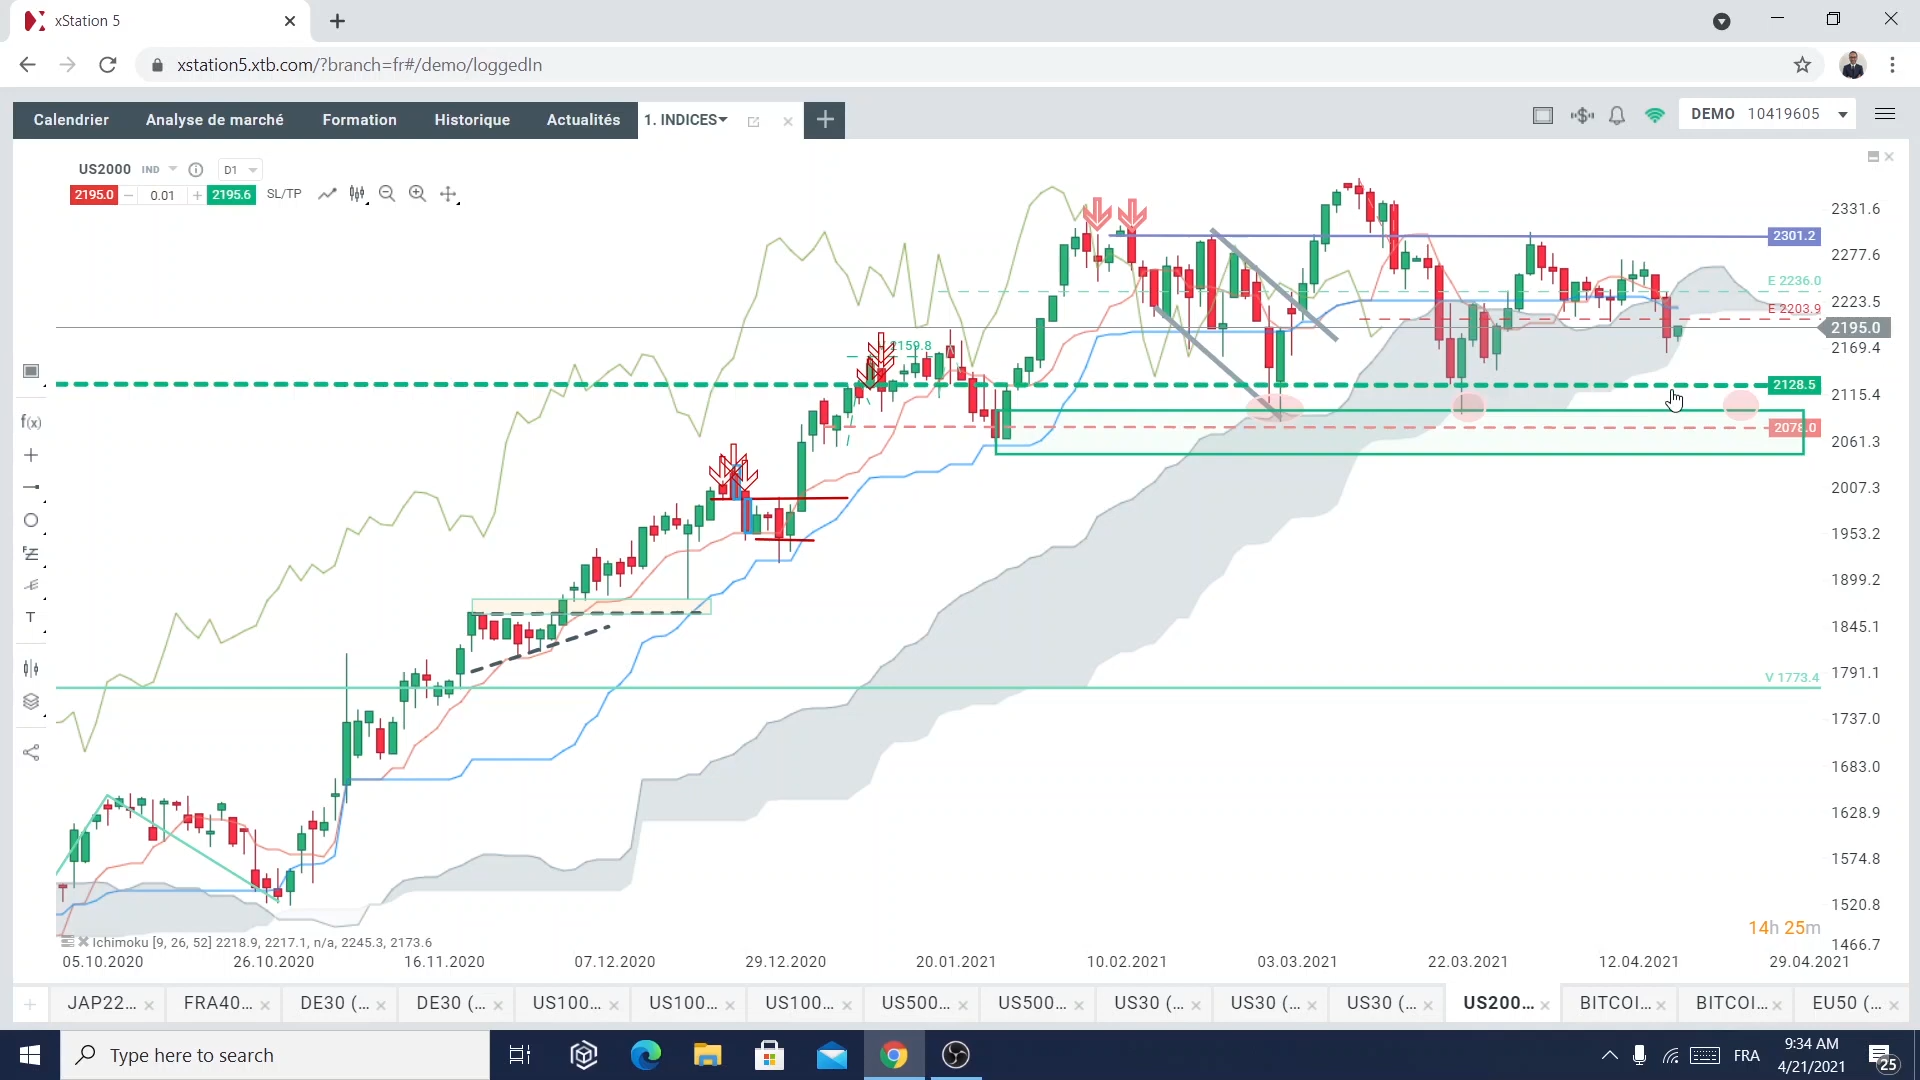 xStation 5
xstation5.xtb.com/?branch=fr#/demo/loggedIn
Calendrier Analyse de marché Formation Historique Actualités 1. INDICES
DEMO 10419605
US2000 IND D1
2195.0 0.01 2195.6 SL/TP
2331.6
2301.2
2277.6
E 2236.0
2223.5
E 2203.9
2195.0
2159.8
2169.4
2128.5
2115.4
2078.0
2061.3
2007.3
1953.2
1899.2
1845.1
V 1773.4
1791.1
1737.0
1683.0
1628.9
1574.8
1520.8
14h 25m
1466.7
Ichimoku [9, 26, 52] 2218.9, 2217.1, n/a, 2245.3, 2173.6
05.10.2020 26.10.2020 16.11.2020 07.12.2020 29.12.2020 20.01.2021 10.02.2021 03.03.2021 22.03.2021 12.04.2021 29.04.2021
JAP22... FRA40... DE30 (... DE30 (... US100... US100... US100... US500... US500... US30 (... US30 (... US30 (... US200... BITCOI... BITCOI... EU50 (...
Type here to search
FRA
9:34 AM
4/21/2021
25